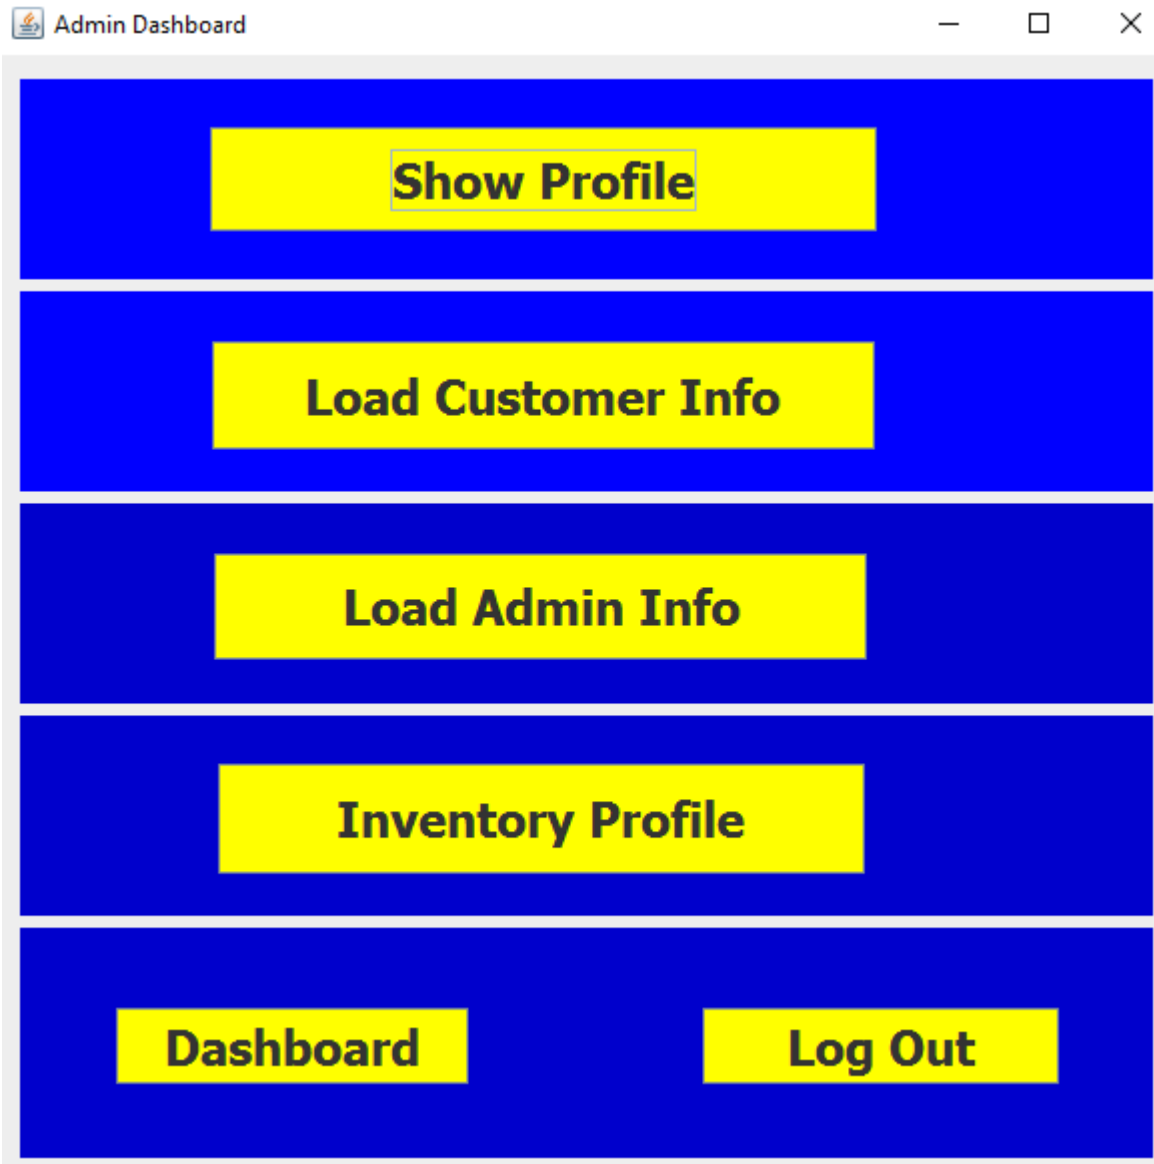 Admin Dashboard
Show Profile
Load Customer Info
Load Admin Info
Inventory Profile
Dashboard
Log Out